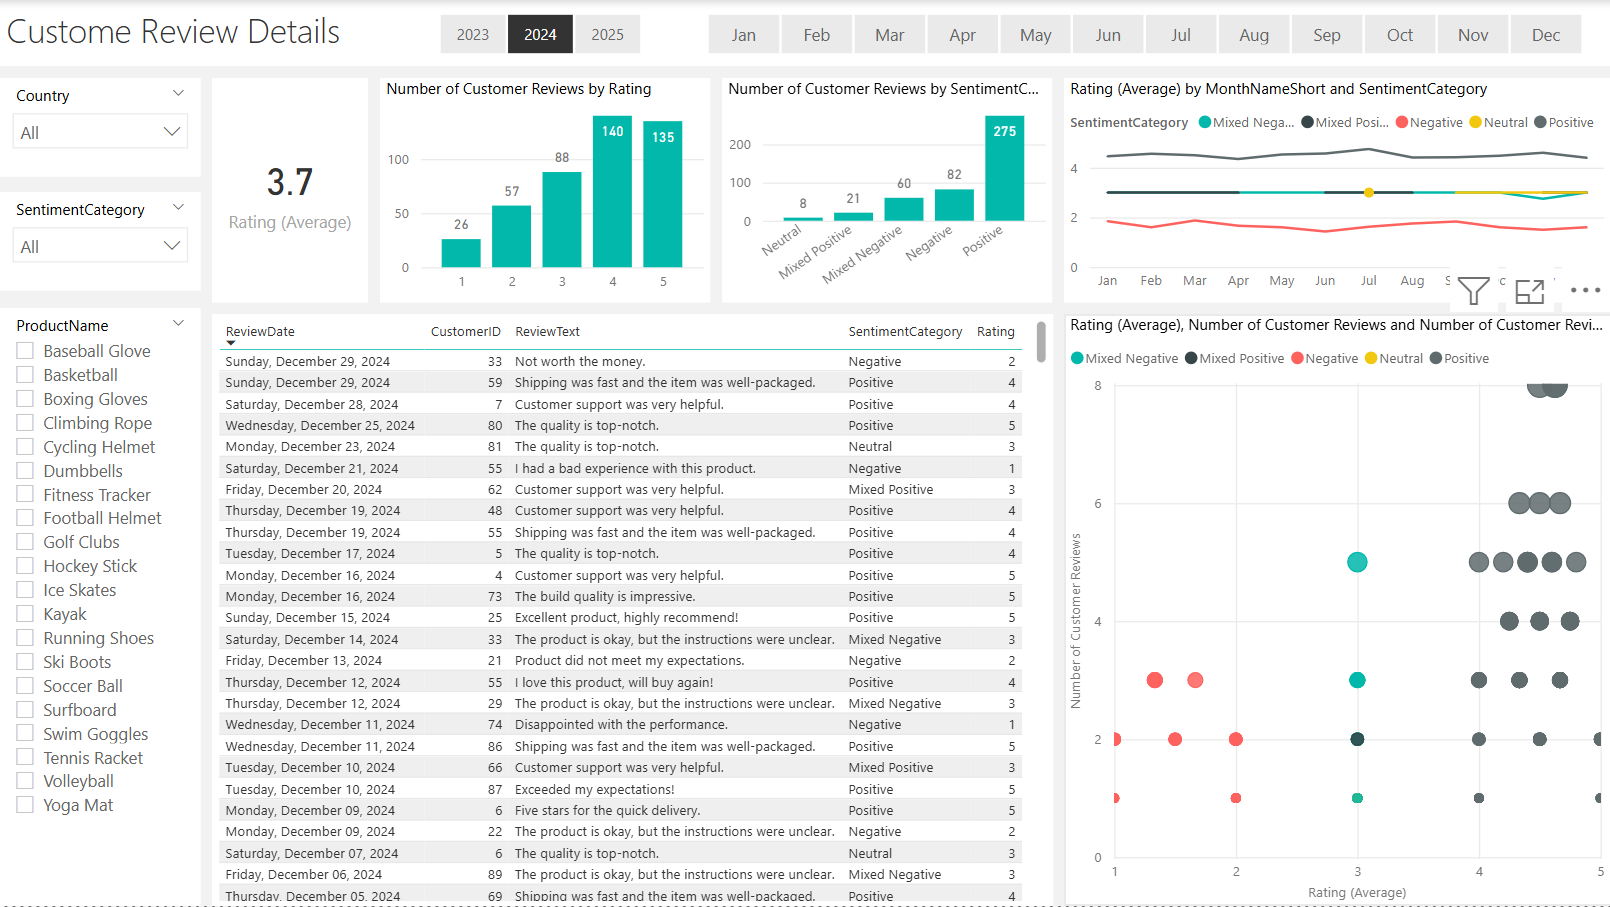 Custome Review Details
2023 2024 2025
Jan Feb Mar Apr May Jun Jul Aug Sep Oct Nov Dec
Country
All
SentimentCategory
All
ProductName
Baseball Glove
Basketball
Boxing Gloves
Climbing Rope
Cycling Helmet
Dumbbells
Fitness Tracker
Football Helmet
Golf Clubs
Hockey Stick
Ice Skates
Kayak
Running Shoes
Ski Boots
Soccer Ball
Surfboard
Swim Goggles
Tennis Racket
Volleyball
Yoga Mat
3.7
Rating (Average)
Number of Customer Reviews by Rating
100
50
0
26 57 88 140 135
1 2 3 4 5
Number of Customer Reviews by SentimentC...
200
100
0
8 21 60 82 275
Neutral
Mixed Positive
Mixed Negative
Negative
Positive
Rating (Average) by MonthNameShort and SentimentCategory
SentimentCategory Mixed Nega... Mixed Posi... Negative Neutral Positive
4
2
0
Jan Feb Mar Apr May Jun Jul Aug
ReviewDate CustomerID ReviewText SentimentCategory Rating
Sunday, December 29, 2024 33 Not worth the money. Negative 2
Sunday, December 29, 2024 59 Shipping was fast and the item was well-packaged. Positive 4
Saturday, December 28, 2024 7 Customer support was very helpful. Positive 4
Wednesday, December 25, 2024 80 The quality is top-notch. Positive 5
Monday, December 23, 2024 81 The quality is top-notch. Neutral 3
Saturday, December 21, 2024 55 I had a bad experience with this product. Negative 1
Friday, December 20, 2024 62 Customer support was very helpful. Mixed Positive 3
Thursday, December 19, 2024 48 Customer support was very helpful. Positive 4
Thursday, December 19, 2024 55 Shipping was fast and the item was well-packaged. Positive 4
Tuesday, December 17, 2024 5 The quality is top-notch. Positive 4
Monday, December 16, 2024 4 Customer support was very helpful. Positive 5
Monday, December 16, 2024 73 The build quality is impressive. Positive 5
Sunday, December 15, 2024 25 Excellent product, highly recommend! Positive 5
Saturday, December 14, 2024 33 The product is okay, but the instructions were unclear. Mixed Negative 3
Friday, December 13, 2024 21 Product did not meet my expectations. Negative 2
Thursday, December 12, 2024 55 I love this product, will buy again! Positive 4
Thursday, December 12, 2024 29 The product is okay, but the instructions were unclear. Mixed Negative 3
Wednesday, December 11, 2024 74 Disappointed with the performance. Negative 1
Wednesday, December 11, 2024 86 Shipping was fast and the item was well-packaged. Positive 5
Tuesday, December 10, 2024 66 Customer support was very helpful. Mixed Positive 3
Tuesday, December 10, 2024 87 Exceeded my expectations! Positive 5
Monday, December 09, 2024 6 Five stars for the quick delivery. Positive 5
Monday, December 09, 2024 22 The product is okay, but the instructions were unclear. Negative 2
Saturday, December 07, 2024 6 The quality is top-notch. Neutral 3
Friday, December 06, 2024 89 The product is okay, but the instructions were unclear. Mixed Negative 3
Thursday, December 05, 2024 69 Shipping was fast and the item was well-packaged. Positive 4
Rating (Average), Number of Customer Reviews and Number of Customer Revi...
Mixed Negative Mixed Positive Negative Neutral Positive
Number of Customer Reviews
8
6
4
2
0
1 2 3 4 5
Rating (Average)